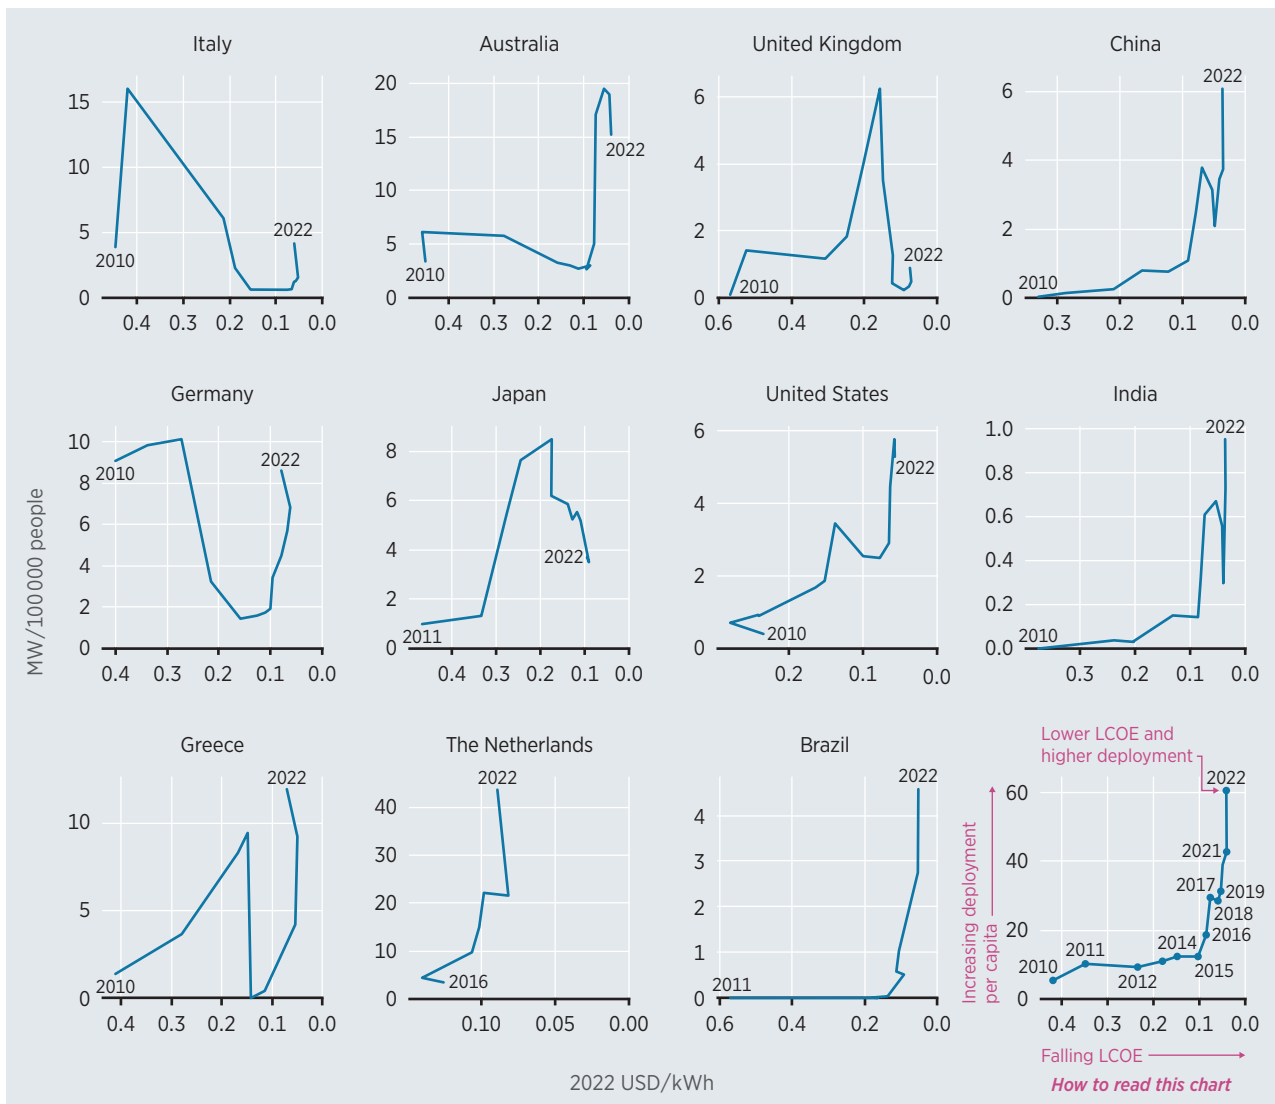 Italy
15
10
5
0
2010
2022
0.4 0.3 0.2 0.1 0.0
Australia
20
15
10
5
0
2010
2022
0.4 0.3 0.2 0.1 0.0
United Kingdom
6
4
2
0
2010
2022
0.6 0.4 0.2 0.0
China
6
4
2
0
2010
2022
0.3 0.2 0.1 0.0
MW/100 000 people
Germany
10
8
6
4
2
0
2010
2022
0.4 0.3 0.2 0.1 0.0
Japan
8
6
4
2
0
2011
2022
0.4 0.3 0.2 0.1 0.0
United States
6
4
2
0
2010
2022
0.2 0.1 0.0
India
1.0
0.8
0.6
0.4
0.2
0.0
2010
2022
0.3 0.2 0.1 0.0
Greece
10
5
0
2010
2022
0.4 0.3 0.2 0.1 0.0
The Netherlands
40
30
20
10
0
2016
2022
0.10 0.05 0.00
Brazil
4
3
2
1
0
2011
2022
0.6 0.4 0.2 0.0
Lower LCOE and
higher deployment
Increasing deployment
per capita
60
40
20
0
2022
2021
2017
2019
2018
2016
2014
2015
2011
2010
2012
0.4 0.3 0.2 0.1 0.0
Falling LCOE
How to read this chart
2022 USD/kWh